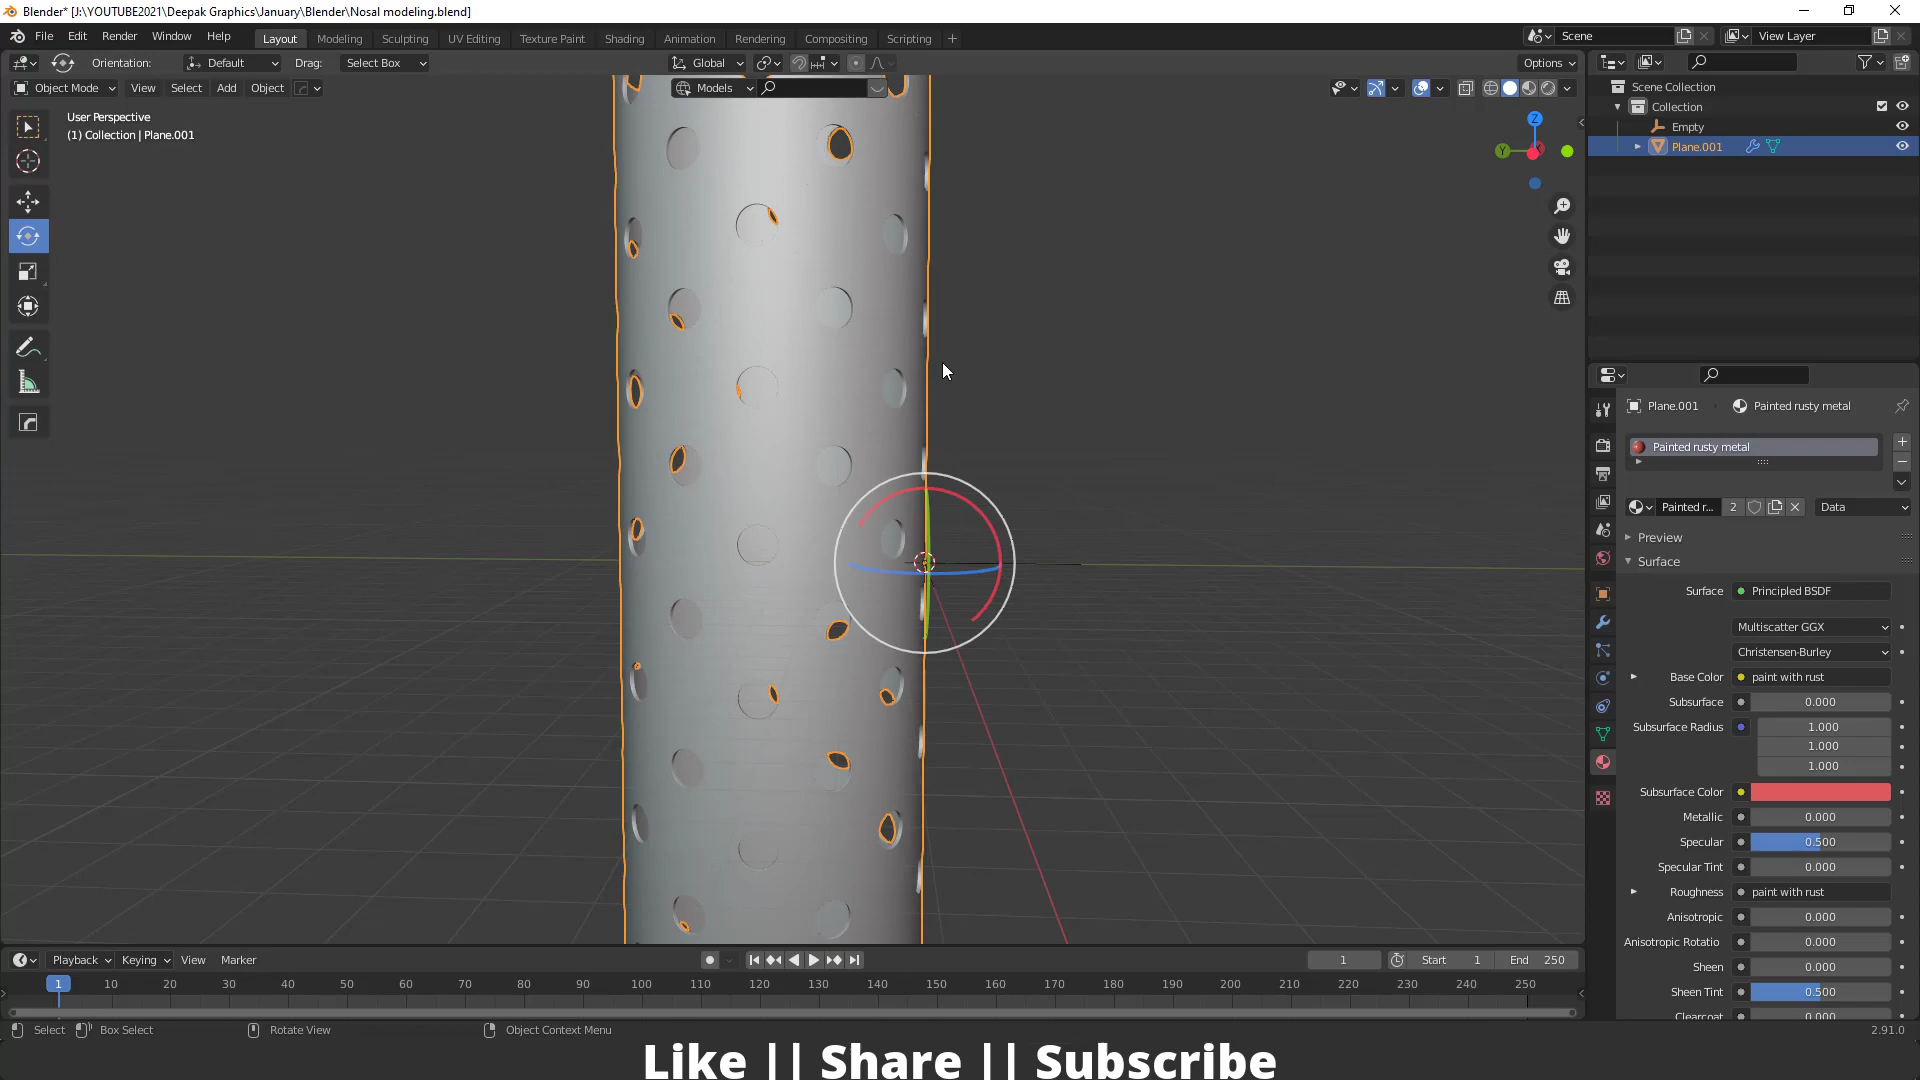 Blender* [J:\YOUTUBE2021\Deepak Graphics\January\Blender\Nosal modeling.blend]
File Edit Render Window Help
Layout Modeling Sculpting UV Editing Texture Paint Shading Animation Rendering Compositing Scripting
Scene
View Layer
Orientation: Default Drag: Select Box
Global
Options
Object Mode View Select Add Object
Models
User Perspective
(1) Collection | Plane.001
Z
Y
Scene Collection
Collection
Empty
Plane.001
Plane.001 Painted rusty metal
Painted rusty metal
Painted r... 2 Data
Preview
Surface
Surface Principled BSDF
Multiscatter GGX
Christensen-Burley
Base Color paint with rust
Subsurface 0.000
Subsurface Radius 1.000
1.000
1.000
Subsurface Color
Metallic 0.000
Specular 0.500
Specular Tint 0.000
Roughness paint with rust
Anisotropic 0.000
Anisotropic Rotatio 0.000
Sheen 0.000
Sheen Tint 0.500
Clearcoat 0.000
Playback Keying View Marker
1 Start 1 End 250
1 10 20 30 40 50 60 70 80 90 100 110 120 130 140 150 160 170 180 190 200 210 220 230 240 250
Select Box Select Rotate View Object Context Menu
2.91.0
Like || Share || Subscribe